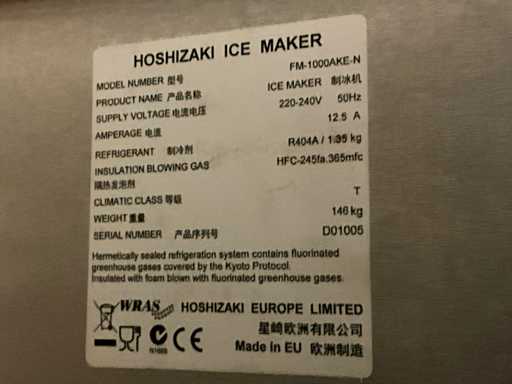 HOSHIZAKI ICE MAKER
MODEL NUMBER 型号 FM-1000AKE-N
PRODUCT NAME 产品名称 ICE MAKER 制冰机
SUPPLY VOLTAGE 电流电压 220-240V 50Hz
AMPERAGE 电流 12.5 A
REFRIGERANT 制冷剂 R404A / 1.35 kg
INSULATION BLOWING GAS HFC-245fa.365mfc
隔热发泡剂
CLIMATIC CLASS 等级 T
WEIGHT 重量 146 kg
SERIAL NUMBER 产品序列号 D01005
Hermetically sealed refrigeration system contains fluorinated
greenhouse gases covered by the Kyoto Protocol.
Insulated with foam blown with fluorinated greenhouse gases.
WRAS HOSHIZAKI EUROPE LIMITED
星崎欧洲有限公司
CE Made in EU 欧洲制造